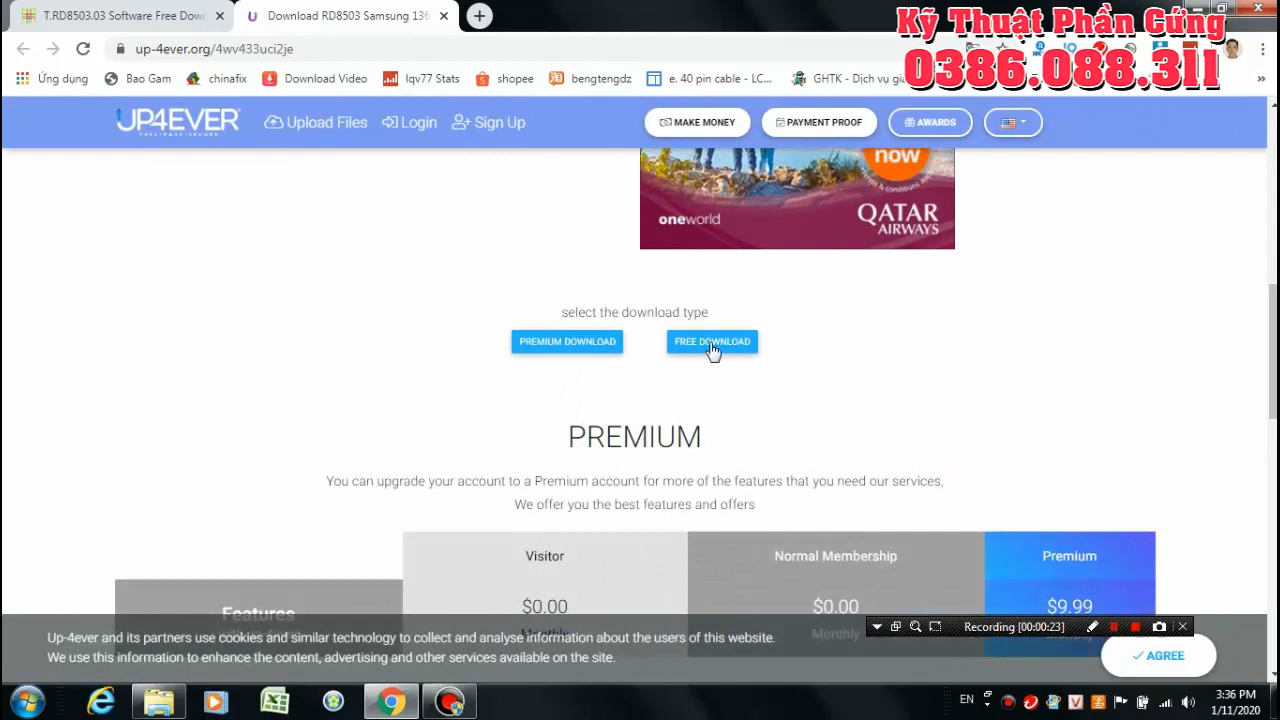 T.RD8503.03 Software Free Dow
Download RD8503 Samsung 136
Kỹ Thuật Phần Cứng
0386.088.311
up-4ever.org/4wv433uci2je
Ứng dụng
Bao Gam
chinafix
Download Video
lqv77 Stats
shopee
bengtengdz
e. 40 pin cable - LC...
GHTK - Dịch vụ gi
»
UP4EVER
Upload Files
Login
Sign Up
MAKE MONEY
PAYMENT PROOF
AWARDS
now
oneworld
QATAR
AIRWAYS
select the download type
PREMIUM DOWNLOAD
FREE DOWNLOAD
PREMIUM
You can upgrade your account to a Premium account for more of the features that you need our services,
We offer you the best features and offers
Visitor
Normal Membership
Premium
Features
$0.00
$0.00
$9.99
Monthly
Monthly
Up-4ever and its partners use cookies and similar technology to collect and analyse information about the users of this website.
We use this information to enhance the content, advertising and other services available on the site.
Recording [00:00:23]
AGREE
EN
3:36 PM
1/11/2020